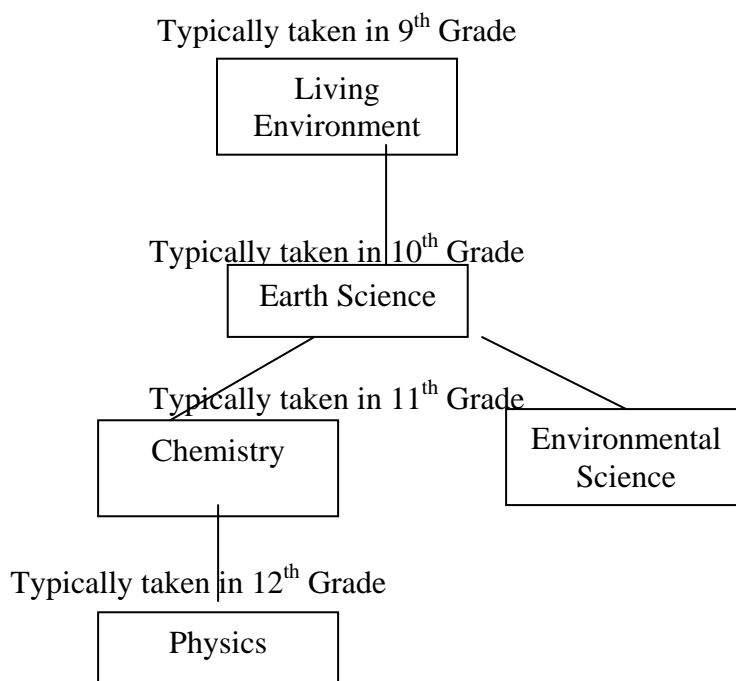 Typically taken in 9th Grade
Living
Environment
Typically taken in 10th Grade
Earth Science
Typically taken in 11th Grade
Chemistry
Environmental
Science
Typically taken in 12th Grade
Physics